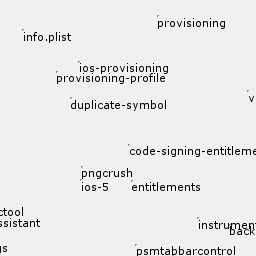 provisioning
info.plist
ios-provisioning
provisioning-profile
v
duplicate-symbol
code-signing-entitleme
pngcrush
ios-5
entitlements
ctool
ssistant
instrument
back
gs
psmtabbarcontrol